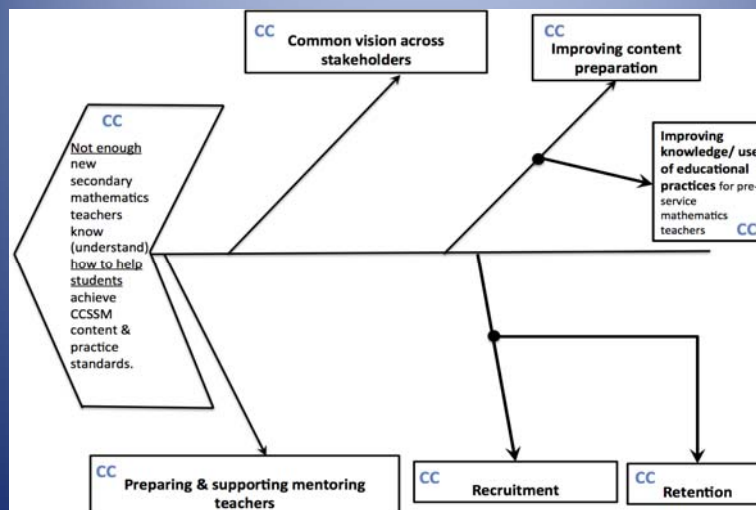 CC
Common vision across
stakeholders
CC
Improving content
preparation
CC
Not enough
new
secondary
mathematics
teachers
know
(understand)
how to help
students
achieve
CCSSM
content &
practice
standards.
Improving
knowledge/ use
of educational
practices for pre-
service
mathematics
teachers
CC
CC
Preparing & supporting mentoring
teachers
CC
Recruitment
CC
Retention